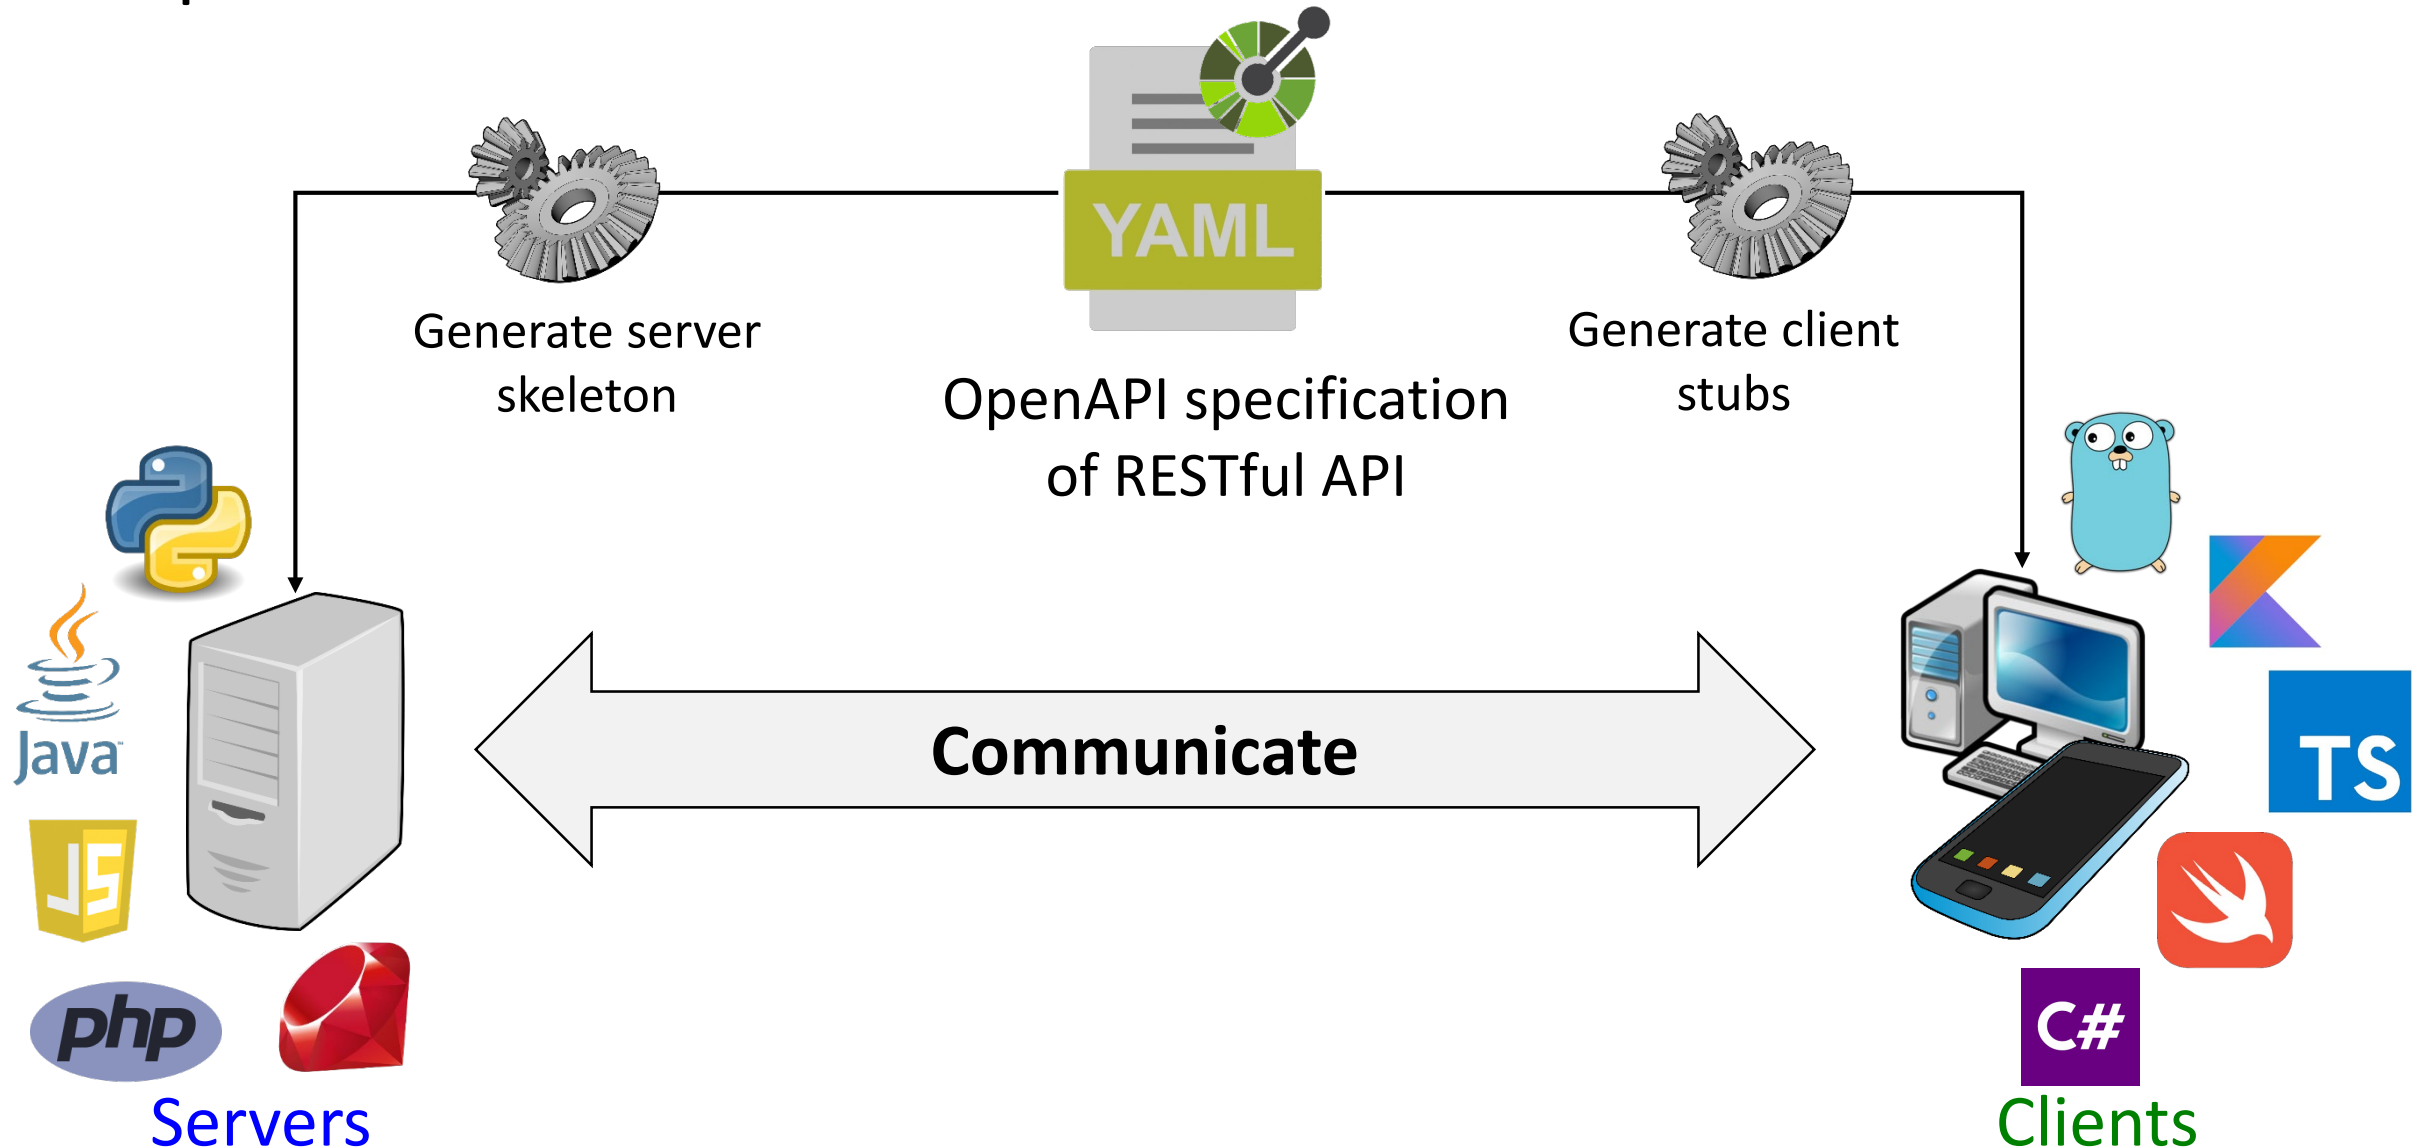 YAML
Generate server
skeleton
Generate client
stubs
OpenAPI specification
of RESTful API
Java
JS
php
Communicate
TS
C#
Servers
Clients